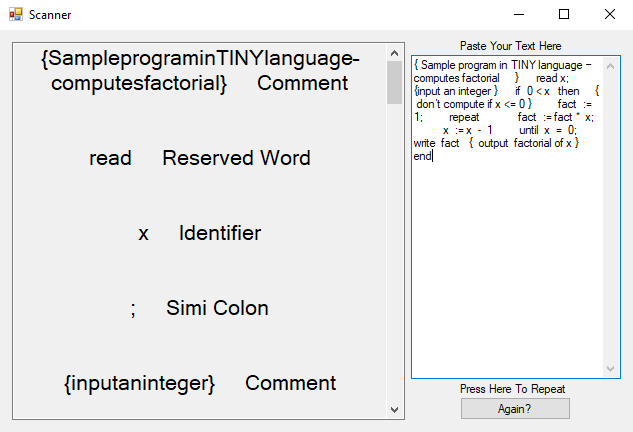 Scanner
{SampleprograminTINYlanguage-
computesfactorial} Comment
read Reserved Word
x Identifier
; Simi Colon
{inputaninteger} Comment
Paste Your Text Here
{ Sample program in TINY language –
computes factorial } read x;
{input an integer } if 0 < x then {
don't compute if x <= 0 } fact :=
1; repeat fact := fact * x;
x := x - 1 until x = 0;
write fact { output factorial of x }
end
Press Here To Repeat
Again?